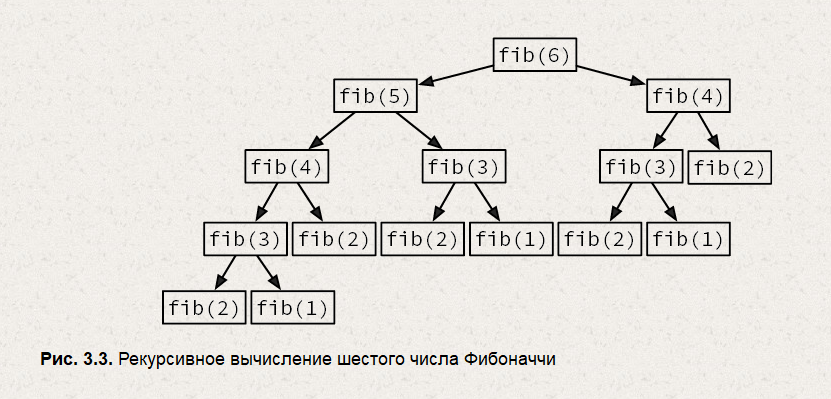 fib(6)
fib(5) fib(4)
fib(4) fib(3) fib(3) fib(2)
fib(3) fib(2) fib(2) fib(1) fib(2) fib(1)
fib(2) fib(1)
Рис. 3.3. Рекурсивное вычисление шестого числа Фибоначчи